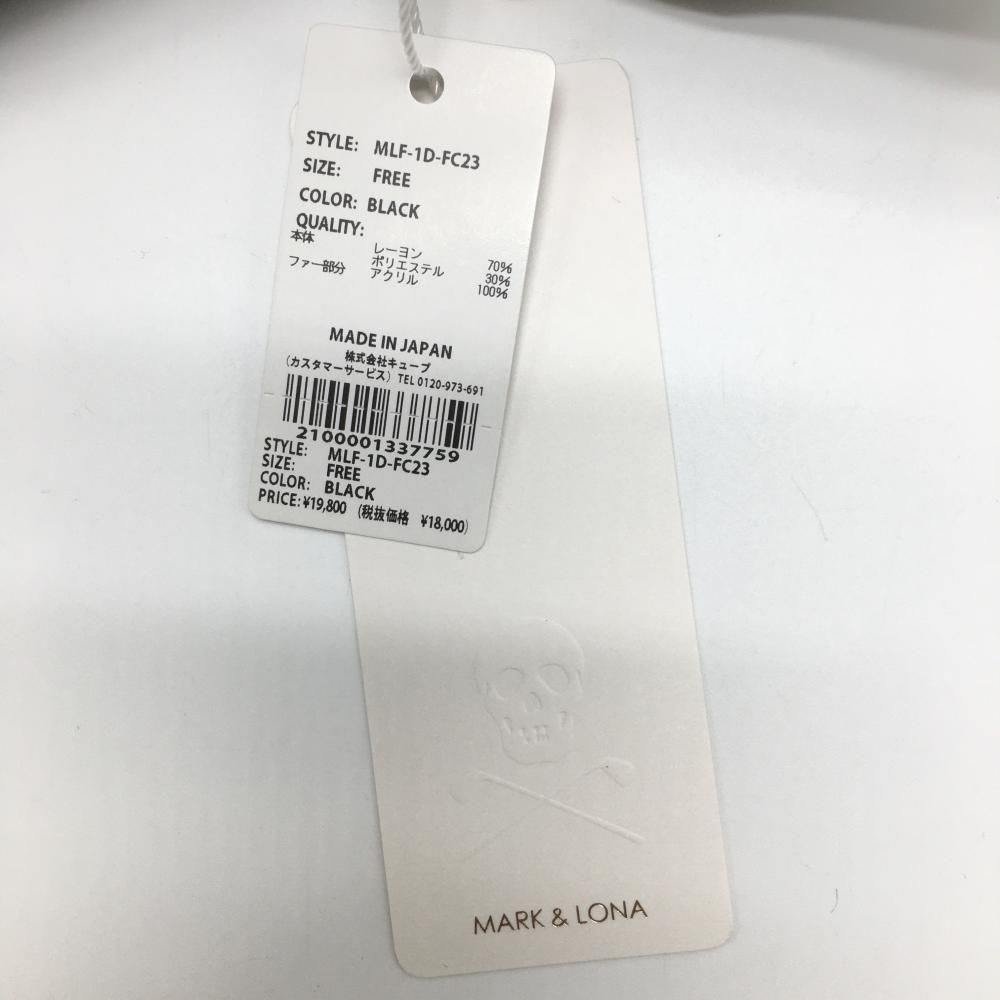 STYLE: MLF-1D-FC23
SIZE: FREE
COLOR: BLACK
QUALITY:
本体 レーヨン 70%
ポリエステル 30%
ファー部分 アクリル 100%
MADE IN JAPAN
株式会社キューブ
(カスタマーサービス) TEL 0120-973-691
2100001337759
STYLE: MLF-1D-FC23
SIZE: FREE
COLOR: BLACK
PRICE: ¥19,800 (税抜価格 ¥18,000)
MARK & LONA